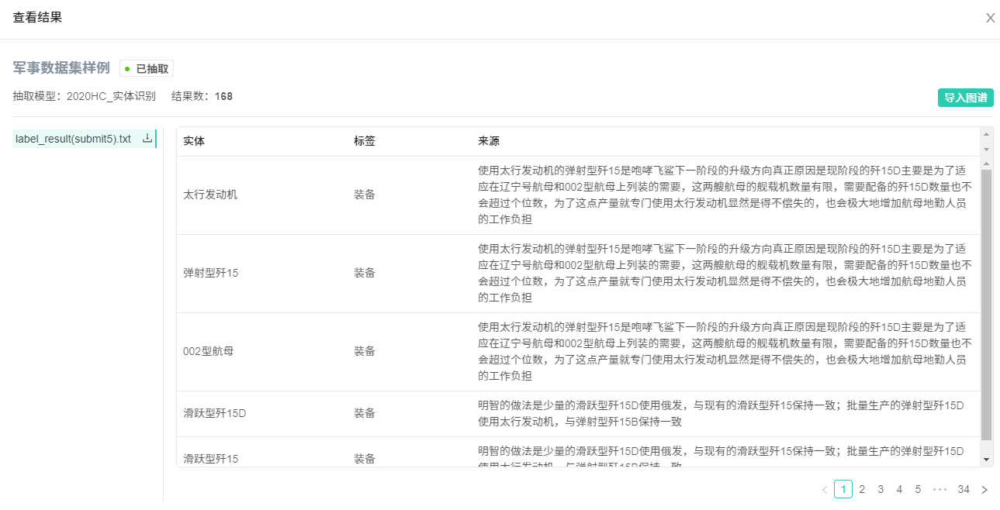 查看结果
军事数据集样例
已抽取
抽取模型：2020HC_实体识别 结果数：168
导入图谱
label_result(submit5).txt
实体 标签 来源
太行发动机 装备
使用太行发动机的弹射型歼15是咆哮飞鲨下一阶段的升级方向真正原因是现阶段的歼15D主要是为了适
应在辽宁号航母和002型航母上列装的需要，这两艘航母的舰载机数量有限，需要配备的歼15D数量也不
会超过个位数，为了这点产量就专门使用太行发动机显然是得不偿失的，也会极大地增加航母地勤人员
的工作负担
弹射型歼15 装备
使用太行发动机的弹射型歼15是咆哮飞鲨下一阶段的升级方向真正原因是现阶段的歼15D主要是为了适
应在辽宁号航母和002型航母上列装的需要，这两艘航母的舰载机数量有限，需要配备的歼15D数量也不
会超过个位数，为了这点产量就专门使用太行发动机显然是得不偿失的，也会极大地增加航母地勤人员
的工作负担
002型航母 装备
使用太行发动机的弹射型歼15是咆哮飞鲨下一阶段的升级方向真正原因是现阶段的歼15D主要是为了适
应在辽宁号航母和002型航母上列装的需要，这两艘航母的舰载机数量有限，需要配备的歼15D数量也不
会超过个位数，为了这点产量就专门使用太行发动机显然是得不偿失的，也会极大地增加航母地勤人员
的工作负担
滑跃型歼15D 装备
明智的做法是少量的滑跃型歼15D使用俄发，与现有的滑跃型歼15保持一致；批量生产的弹射型歼15D
使用太行发动机，与弹射型歼15B保持一致
滑跃型歼15 装备
明智的做法是少量的滑跃型歼15D使用俄发，与现有的滑跃型歼15保持一致；批量生产的弹射型歼15D
使用太行发动机，与弹射型歼15B保持一致
< 1 2 3 4 5 ··· 34 >